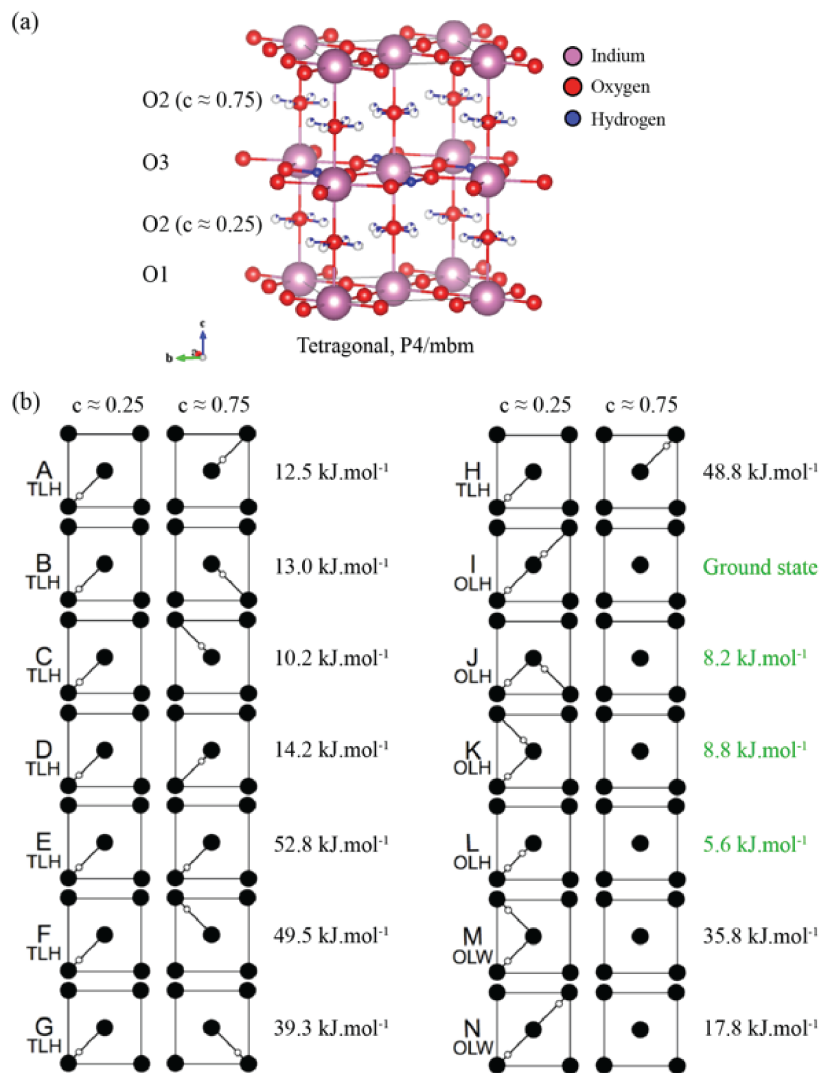 (a)
Indium
Oxygen
Hydrogen
O2 (c ≈ 0.75)
O3
O2 (c ≈ 0.25)
O1
c
b
a
Tetragonal, P4/mbm
(b)
c ≈ 0.25 c ≈ 0.75
A
TLH
12.5 kJ.mol⁻¹
B
TLH
13.0 kJ.mol⁻¹
C
TLH
10.2 kJ.mol⁻¹
D
TLH
14.2 kJ.mol⁻¹
E
TLH
52.8 kJ.mol⁻¹
F
TLH
49.5 kJ.mol⁻¹
G
TLH
39.3 kJ.mol⁻¹
c ≈ 0.25 c ≈ 0.75
H
TLH
48.8 kJ.mol⁻¹
I
OLH
Ground state
J
OLH
8.2 kJ.mol⁻¹
K
OLH
8.8 kJ.mol⁻¹
L
OLH
5.6 kJ.mol⁻¹
M
OLW
35.8 kJ.mol⁻¹
N
OLW
17.8 kJ.mol⁻¹